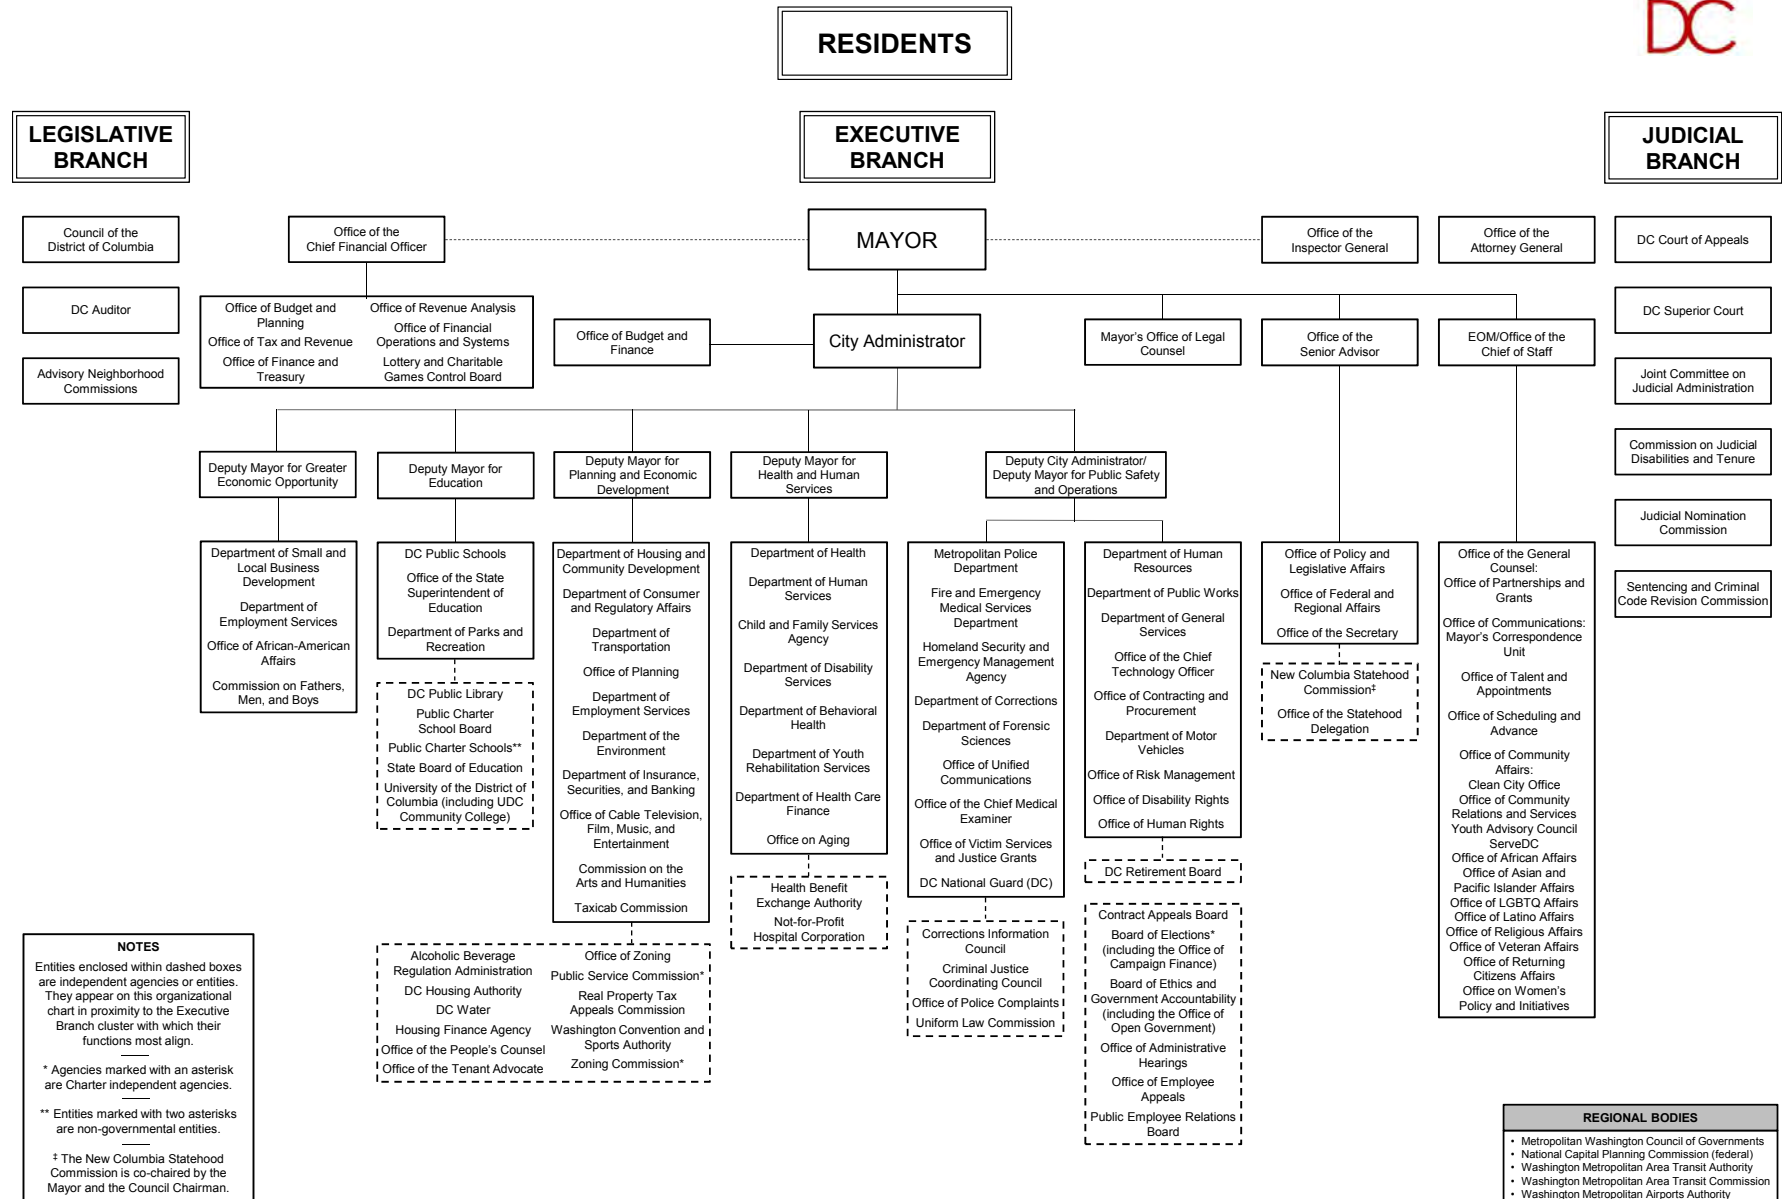 DC
RESIDENTS
LEGISLATIVE
BRANCH
EXECUTIVE
BRANCH
JUDICIAL
BRANCH
Council of the
District of Columbia
DC Auditor
Advisory Neighborhood
Commissions
Office of the
Chief Financial Officer
MAYOR
Office of the
Inspector General
Office of the
Attorney General
DC Court of Appeals
DC Superior Court
Joint Committee on
Judicial Administration
Commission on Judicial
Disabilities and Tenure
Judicial Nomination
Commission
Sentencing and Criminal
Code Revision Commission
Office of Budget and
Planning
Office of Tax and Revenue
Office of Finance and
Treasury
Office of Revenue Analysis
Office of Financial
Operations and Systems
Lottery and Charitable
Games Control Board
Office of Budget and
Finance
City Administrator
Mayor's Office of Legal
Counsel
Office of the
Senior Advisor
EOM/Office of the
Chief of Staff
Deputy Mayor for Greater
Economic Opportunity
Deputy Mayor for
Education
Deputy Mayor for
Planning and Economic
Development
Deputy Mayor for
Health and Human
Services
Deputy City Administrator/
Deputy Mayor for Public Safety
and Operations
Department of Small and
Local Business
Development
Department of
Employment Services
Office of African-American
Affairs
Commission on Fathers,
Men, and Boys
DC Public Schools
Office of the State
Superintendent of
Education
Department of Parks and
Recreation
DC Public Library
Public Charter
School Board
Public Charter Schools**
State Board of Education
University of the District of
Columbia (including UDC
Community College)
Department of Housing and
Community Development
Department of Consumer
and Regulatory Affairs
Department of
Transportation
Office of Planning
Department of
Employment Services
Department of the
Environment
Department of Insurance,
Securities, and Banking
Office of Cable Television,
Film, Music, and
Entertainment
Commission on the
Arts and Humanities
Taxicab Commission
Alcoholic Beverage
Regulation Administration
DC Housing Authority
DC Water
Housing Finance Agency
Office of the People's Counsel
Office of the Tenant Advocate
Office of Zoning
Public Service Commission*
Real Property Tax
Appeals Commission
Washington Convention and
Sports Authority
Zoning Commission*
Department of Health
Department of Human
Services
Child and Family Services
Agency
Department of Disability
Services
Department of Behavioral
Health
Department of Youth
Rehabilitation Services
Department of Health Care
Finance
Office on Aging
Health Benefit
Exchange Authority
Not-for-Profit
Hospital Corporation
Metropolitan Police
Department
Fire and Emergency
Medical Services
Department
Homeland Security and
Emergency Management
Agency
Department of Corrections
Department of Forensic
Sciences
Office of Unified
Communications
Office of the Chief Medical
Examiner
Office of Victim Services
and Justice Grants
DC National Guard (DC)
Corrections Information
Council
Criminal Justice
Coordinating Council
Office of Police Complaints
Uniform Law Commission
Department of Human
Resources
Department of Public Works
Department of General
Services
Office of the Chief
Technology Officer
Office of Contracting and
Procurement
Department of Motor
Vehicles
Office of Risk Management
Office of Disability Rights
Office of Human Rights
DC Retirement Board
Contract Appeals Board
Board of Elections*
(including the Office of
Campaign Finance)
Board of Ethics and
Government Accountability
(including the Office of
Open Government)
Office of Administrative
Hearings
Office of Employee
Appeals
Public Employee Relations
Board
Office of Policy and
Legislative Affairs
Office of Federal and
Regional Affairs
Office of the Secretary
New Columbia Statehood
Commission‡
Office of the Statehood
Delegation
Office of the General
Counsel:
Office of Partnerships and
Grants
Office of Communications:
Mayor's Correspondence
Unit
Office of Talent and
Appointments
Office of Scheduling and
Advance
Office of Community
Affairs:
Clean City Office
Office of Community
Relations and Services
Youth Advisory Council
ServeDC
Office of African Affairs
Office of Asian and
Pacific Islander Affairs
Office of LGBTQ Affairs
Office of Latino Affairs
Office of Religious Affairs
Office of Veteran Affairs
Office of Returning
Citizens Affairs
Office on Women's
Policy and Initiatives
NOTES
Entities enclosed within dashed boxes
are independent agencies or entities.
They appear on this organizational
chart in proximity to the Executive
Branch cluster with which their
functions most align.
* Agencies marked with an asterisk
are Charter independent agencies.
** Entities marked with two asterisks
are non-governmental entities.
‡ The New Columbia Statehood
Commission is co-chaired by the
Mayor and the Council Chairman.
REGIONAL BODIES
• Metropolitan Washington Council of Governments
• National Capital Planning Commission (federal)
• Washington Metropolitan Area Transit Authority
• Washington Metropolitan Area Transit Commission
• Washington Metropolitan Airports Authority